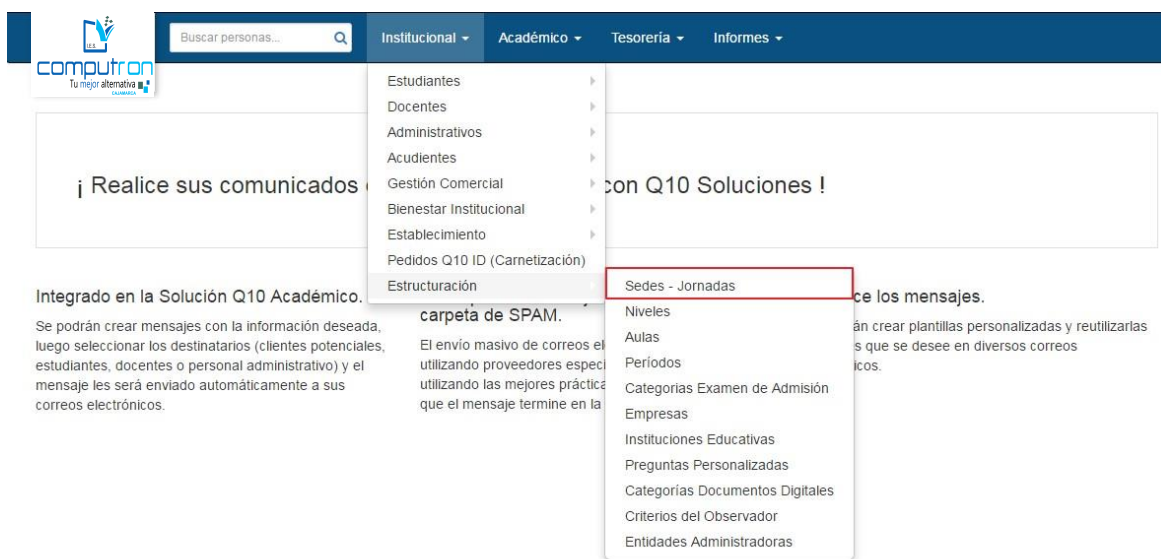 I.E.S.
computron
Tu mejor alternativa
CAJAMARCA
Buscar personas...
Institucional
Académico
Tesorería
Informes
Estudiantes
Docentes
Administrativos
Acudientes
Gestión Comercial
Bienestar Institucional
Establecimiento
Pedidos Q10 ID (Carnetización)
Estructuración
Sedes - Jornadas
Niveles
Aulas
Períodos
Categorias Examen de Admisión
Empresas
Instituciones Educativas
Preguntas Personalizadas
Categorías Documentos Digitales
Criterios del Observador
Entidades Administradoras
¡ Realice sus comunicados
con Q10 Soluciones !
Integrado en la Solución Q10 Académico.
Se podrán crear mensajes con la información deseada,
luego seleccionar los destinatarios (clientes potenciales,
estudiantes, docentes o personal administrativo) y el
mensaje les será enviado automáticamente a sus
correos electrónicos.
carpeta de SPAM.
El envío masivo de correos
utilizando proveedores
utilizando las mejores
que el mensaje termine en la
los mensajes.
crear plantillas personalizadas y reutilizarlas
que se desee en diversos correos